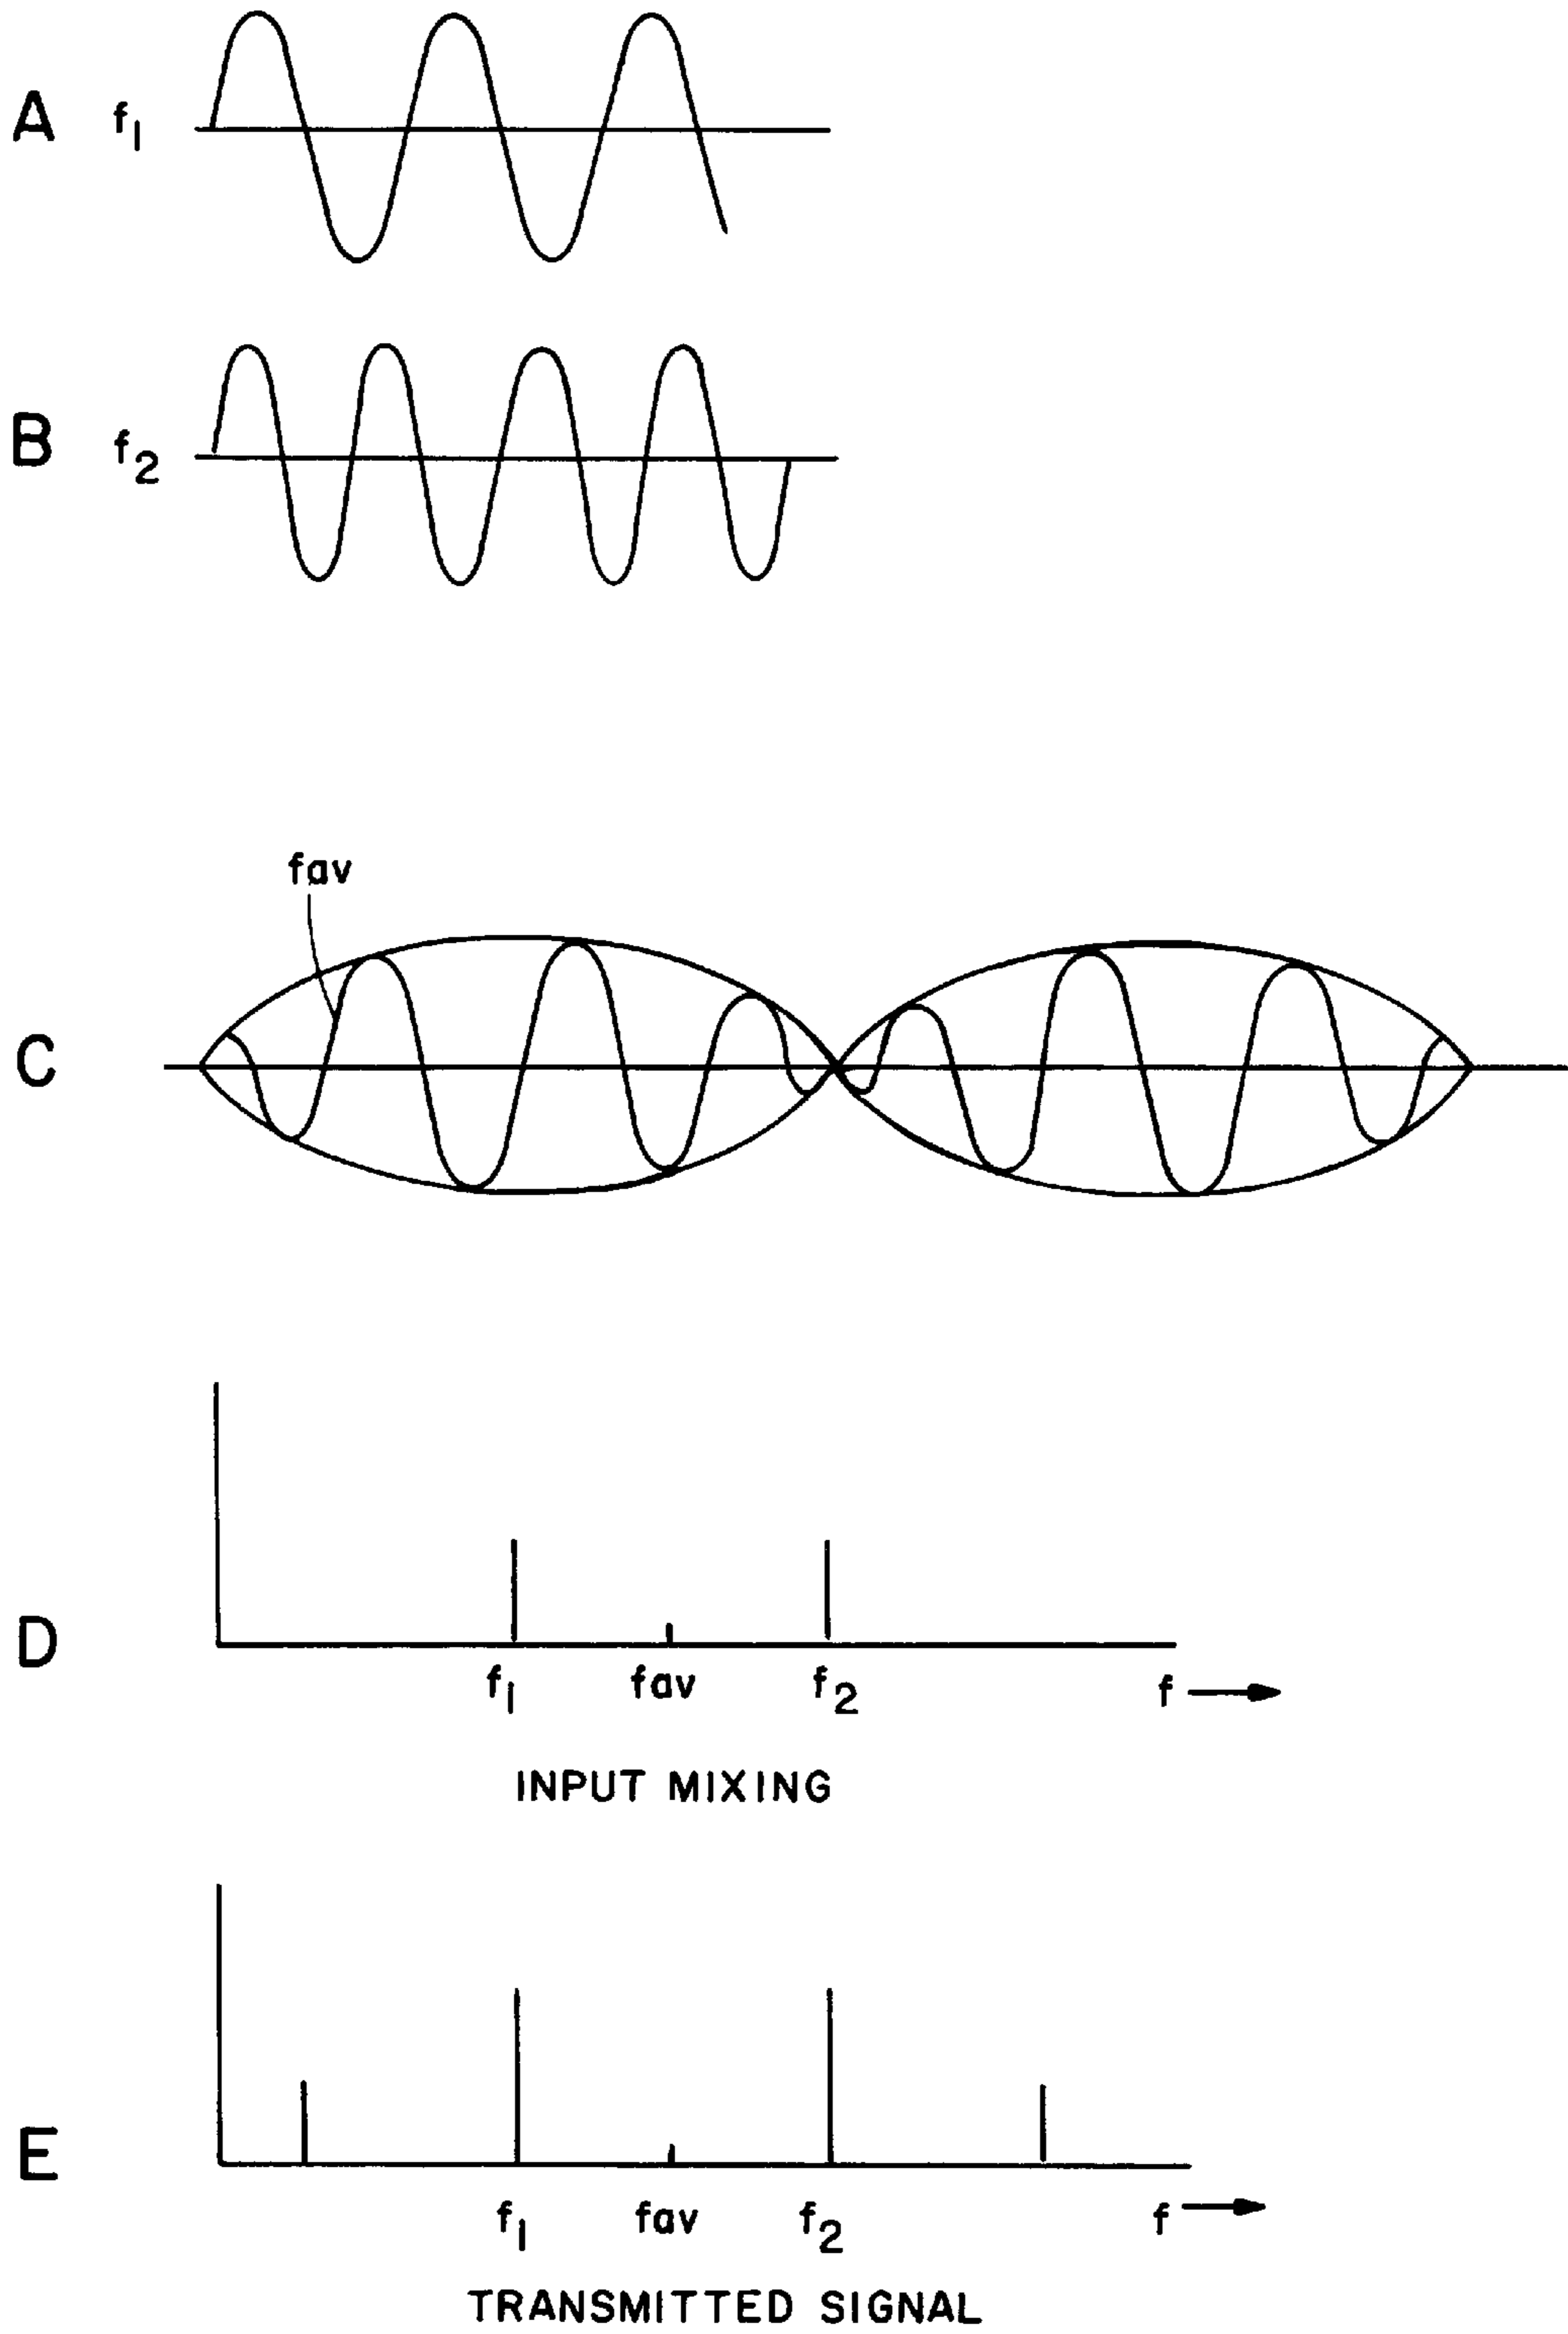 A f₁
B f₂
fav
C
D
f₁ fav f₂ f
INPUT MIXING
E
f₁ fav f₂ f
TRANSMITTED SIGNAL